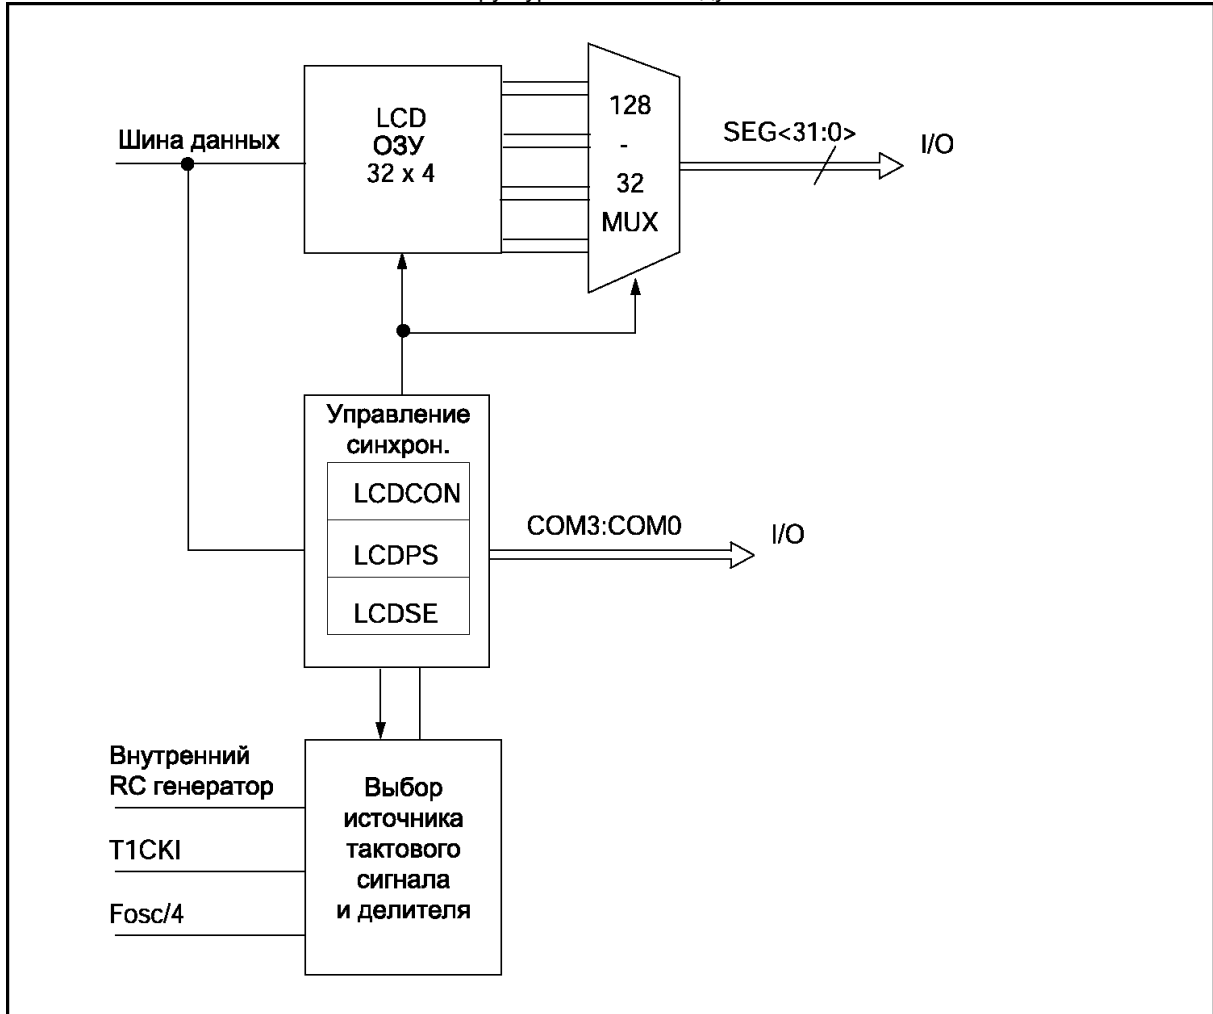 LCD
ОЗУ
32 x 4
128
-
32
MUX
Шина данных
SEG<31:0>
I/O
Управление
синхрон.
LCDCON
LCDPS
LCDSE
COM3:COM0
I/O
Внутренний
RC генератор
T1CKI
Fosc/4
Выбор
источника
тактового
сигнала
и делителя